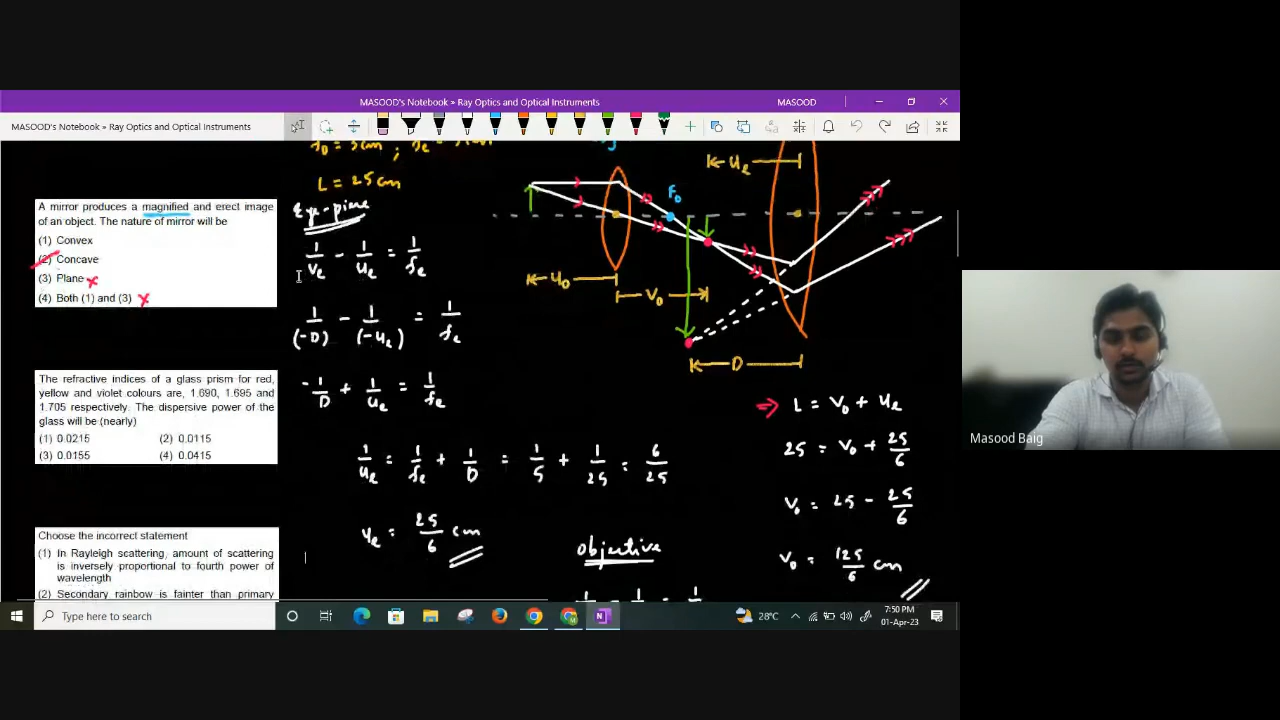 MASOOD's Notebook » Ray Optics and Optical Instruments
MASOOD
MASOOD's Notebook » Ray Optics and Optical Instruments
L = 25 cm
A mirror produces a magnified and erect image
of an object. The nature of mirror will be
(1) Convex
(2) Concave
(3) Plane x
(4) Both (1) and (3) x
Eye-piece
1/ve - 1/ue = 1/fe
1/(-D) - 1/(-ue) = 1/fe
-1/D + 1/ue = 1/fe
1/ue = 1/fe + 1/D = 1/5 + 1/25 = 6/25
ue = 25/6 cm
objective
ue
Fo
uo
vo
D
⇒ L = vo + ue
25 = vo + 25/6
vo = 25 - 25/6
vo = 125/6 cm
The refractive indices of a glass prism for red,
yellow and violet colours are, 1.690, 1.695 and
1.705 respectively. The dispersive power of the
glass will be (nearly)
(1) 0.0215 (2) 0.0115
(3) 0.0155 (4) 0.0415
Choose the incorrect statement
(1) In Rayleigh scattering, amount of scattering
is inversely proportional to fourth power of
wavelength
(2) Secondary rainbow is fainter than primary
Masood Baig
Type here to search
28°C
7:50 PM
01-Apr-23